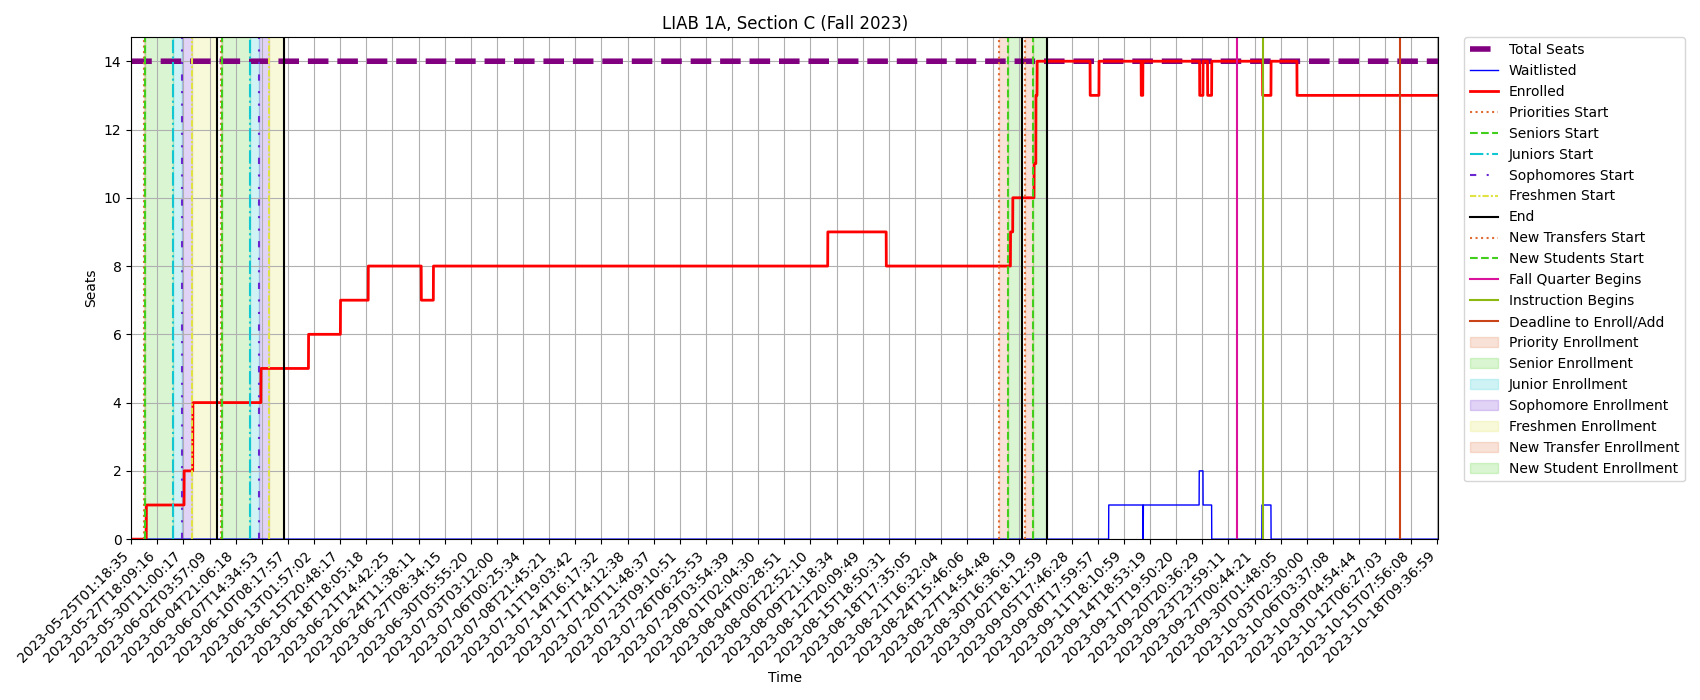 LIAB 1A, Section C (Fall 2023)
Seats
14
12
10
8
6
4
2
0
2023-05-25T01:18:35
2023-05-27T18:09:16
2023-05-30T11:00:17
2023-06-02T03:57:09
2023-06-04T21:06:18
2023-06-07T14:34:53
2023-06-10T08:17:57
2023-06-13T01:57:02
2023-06-15T20:48:17
2023-06-18T18:05:18
2023-06-21T14:42:25
2023-06-24T11:38:11
2023-06-27T08:34:15
2023-06-30T05:55:20
2023-07-03T03:12:00
2023-07-06T00:25:34
2023-07-08T21:45:21
2023-07-11T19:03:42
2023-07-14T16:17:32
2023-07-17T14:12:38
2023-07-20T11:48:37
2023-07-23T09:10:51
2023-07-26T06:25:53
2023-07-29T03:54:39
2023-08-01T02:04:30
2023-08-04T00:28:51
2023-08-06T22:52:10
2023-08-09T21:18:34
2023-08-12T20:09:49
2023-08-15T18:50:31
2023-08-18T17:35:05
2023-08-21T16:32:04
2023-08-24T15:46:06
2023-08-27T14:54:48
2023-08-30T16:36:19
2023-09-02T18:12:59
2023-09-05T17:46:28
2023-09-08T17:59:57
2023-09-11T18:10:59
2023-09-14T18:53:19
2023-09-17T19:50:20
2023-09-20T20:36:29
2023-09-23T23:59:11
2023-09-27T00:44:21
2023-09-30T01:48:05
2023-10-03T02:30:00
2023-10-06T03:37:08
2023-10-09T04:54:44
2023-10-12T06:27:03
2023-10-15T07:56:08
2023-10-18T09:36:59
Time
Total Seats
Waitlisted
Enrolled
Priorities Start
Seniors Start
Juniors Start
Sophomores Start
Freshmen Start
End
New Transfers Start
New Students Start
Fall Quarter Begins
Instruction Begins
Deadline to Enroll/Add
Priority Enrollment
Senior Enrollment
Junior Enrollment
Sophomore Enrollment
Freshmen Enrollment
New Transfer Enrollment
New Student Enrollment